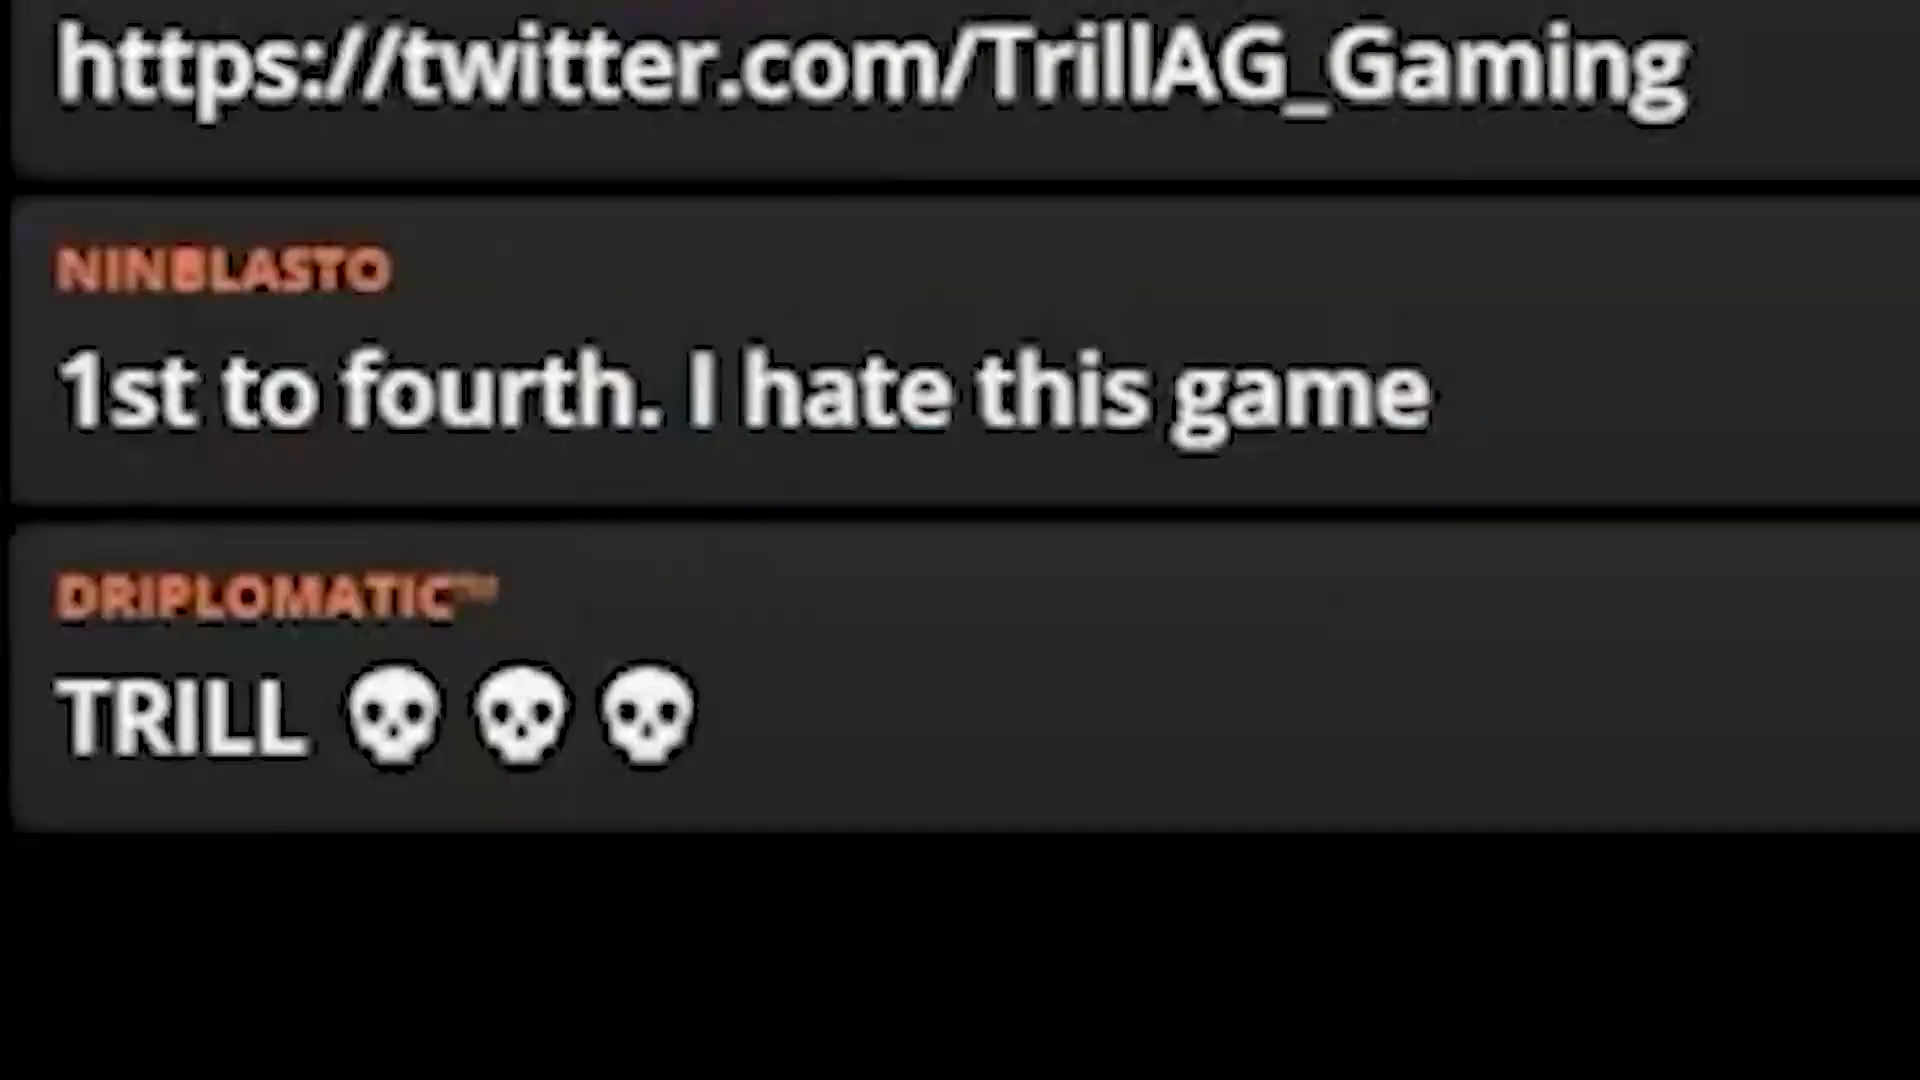 https://twitter.com/TrillAG_Gaming
NINBLASTO
1st to fourth. I hate this game
DRIPLOMATIC™
TRILL 💀 💀 💀